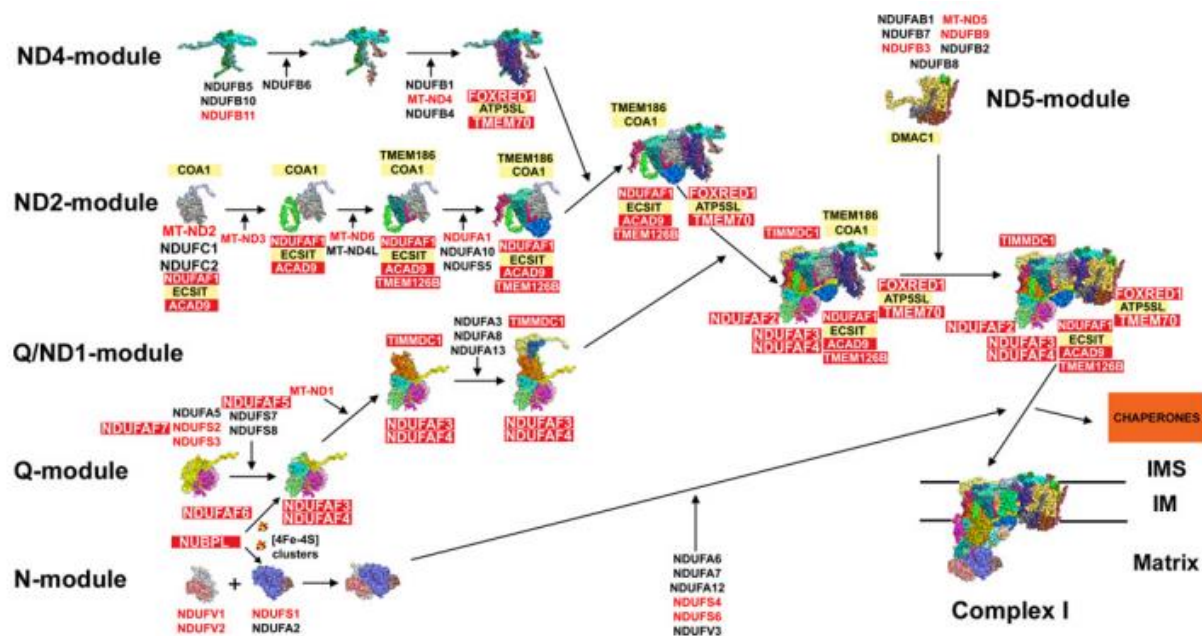 ND4-module
NDUFB5
NDUFB10
NDUFB11
NDUFB6
NDUFB1
MT-ND4
NDUFB4
FOXRED1
ATP5SL
TMEM70
TMEM186
COA1
NDUFAF1
ECSIT
ACAD9
TMEM126B
FOXRED1
ATP5SL
TMEM70
NDUFAB1 MT-ND5
NDUFB7 NDUFB9
NDUFB3 NDUFB2
NDUFB8
ND5-module
DMAC1
ND2-module
COA1
MT-ND2
NDUFC1
NDUFC2
NDUFAF1
ECSIT
ACAD9
MT-ND3
COA1
NDUFAF1
ECSIT
ACAD9
MT-ND6
MT-ND4L
TMEM186
COA1
NDUFAF1
ECSIT
ACAD9
TMEM126B
NDUFA1
NDUFA10
NDUFS5
TMEM186
COA1
NDUFAF1
ECSIT
ACAD9
TMEM126B
TIMMDC1
TMEM186
COA1
FOXRED1
ATP5SL
TMEM70
NDUFAF2
NDUFAF3
NDUFAF4
NDUFAF1
ECSIT
ACAD9
TMEM126B
TIMMDC1
FOXRED1
ATP5SL
TMEM70
NDUFAF2
NDUFAF3
NDUFAF4
NDUFAF1
ECSIT
ACAD9
TMEM126B
Q/ND1-module
TIMMDC1
NDUFAF3
NDUFAF4
NDUFA3
NDUFA8
NDUFA13
TIMMDC1
NDUFAF3
NDUFAF4
MT-ND1
NDUFAF7
NDUFA5
NDUFS2
NDUFS3
NDUFAF5
NDUFS7
NDUFS8
Q-module
NDUFAF6
NDUFAF3
NDUFAF4
NUBPL
[4Fe-4S]
clusters
N-module
+
NDUFV1
NDUFV2
NDUFS1
NDUFA2
NDUFA6
NDUFA7
NDUFA12
NDUFS4
NDUFS6
NDUFV3
CHAPERONES
IMS
IM
Matrix
Complex I